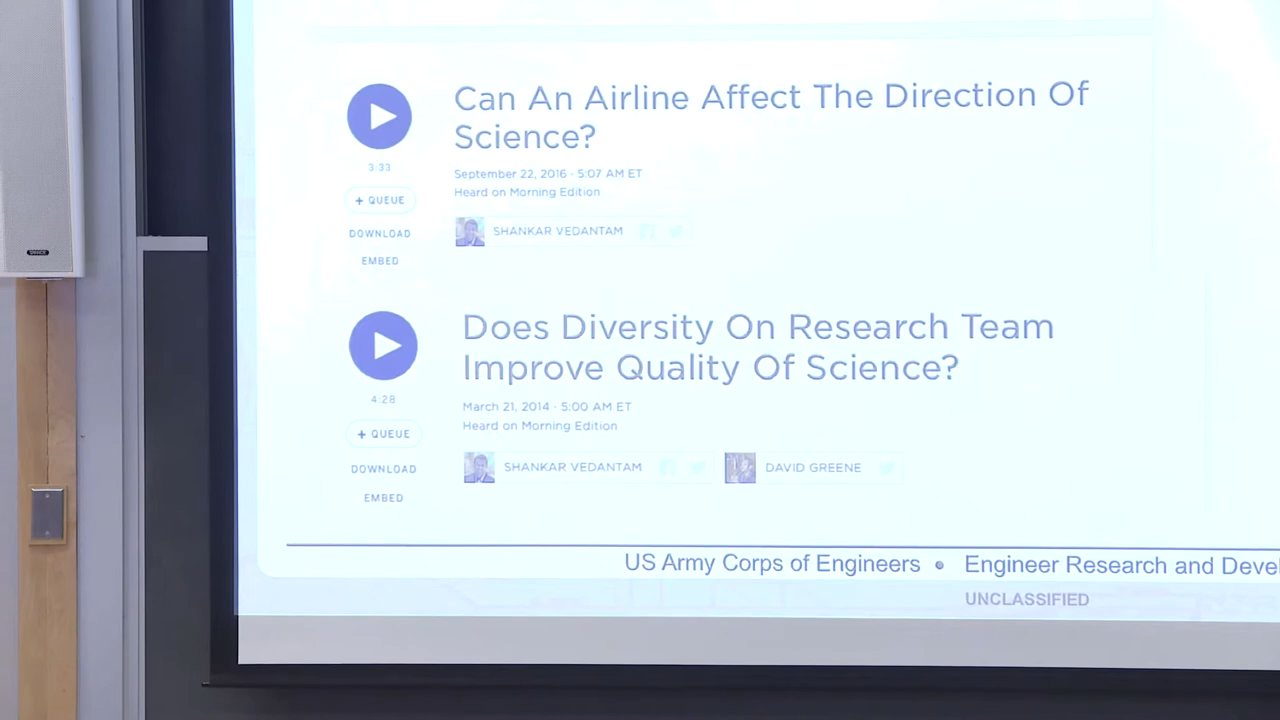 Can An Airline Affect The Direction Of
Science?
3:33
September 22, 2016 · 5:07 AM ET
Heard on Morning Edition
+ QUEUE
SHANKAR VEDANTAM
DOWNLOAD
EMBED
Does Diversity On Research Team
Improve Quality Of Science?
4:28
March 21, 2014 · 5:00 AM ET
Heard on Morning Edition
+ QUEUE
SHANKAR VEDANTAM
DAVID GREENE
DOWNLOAD
EMBED
US Army Corps of Engineers • Engineer Research and Deve
UNCLASSIFIED